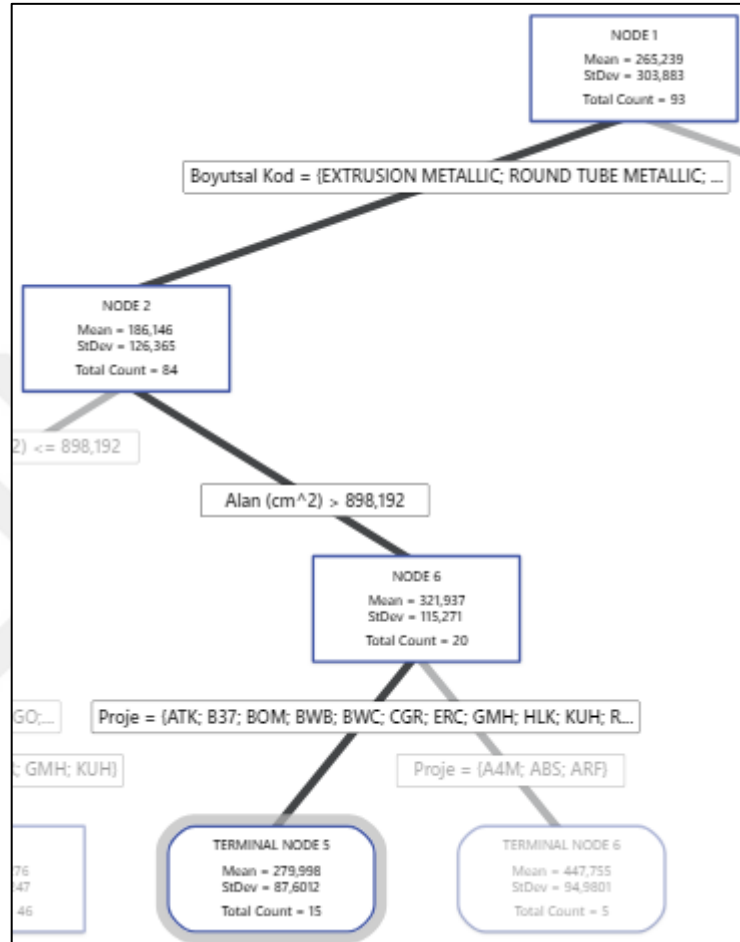 NODE 1
Mean = 265,239
StDev = 303,883
Total Count = 93
Boyutsal Kod = {EXTRUSION METALLIC; ROUND TUBE METALLIC; ...
NODE 2
Mean = 186,146
StDev = 126,365
Total Count = 84
2) <= 898,192
Alan (cm^2) > 898,192
NODE 6
Mean = 321,937
StDev = 115,271
Total Count = 20
GO;...
Proje = {ATK; B37; BOM; BWB; BWC; CGR; ERC; GMH; HLK; KUH; R...
; GMH; KUH}
Proje = {A4M; ABS; ARF}
TERMINAL NODE 5
Mean = 279,998
StDev = 87,6012
Total Count = 15
TERMINAL NODE 6
Mean = 447,755
StDev = 94,9801
Total Count = 5
76
47
46